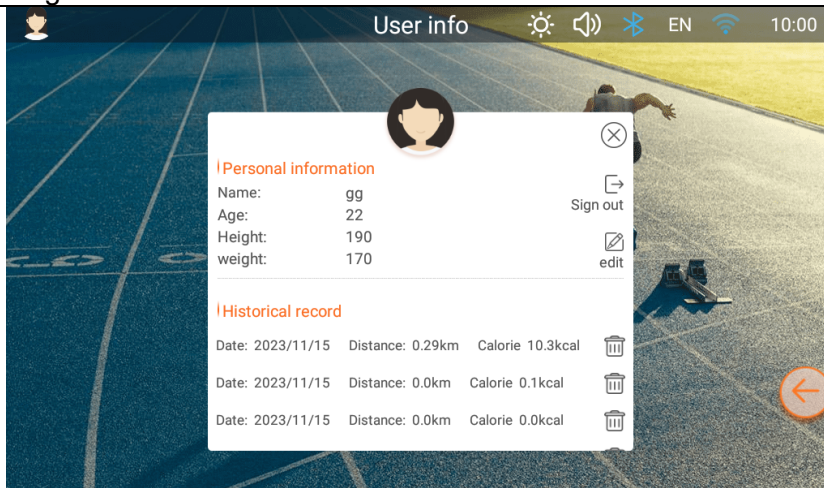 User info EN 10:00
Personal information
Name: gg
Sign out
Age: 22
Height: 190
weight: 170
edit
Historical record
Date: 2023/11/15 Distance: 0.29km Calorie 10.3kcal
Date: 2023/11/15 Distance: 0.0km Calorie 0.1kcal
Date: 2023/11/15 Distance: 0.0km Calorie 0.0kcal